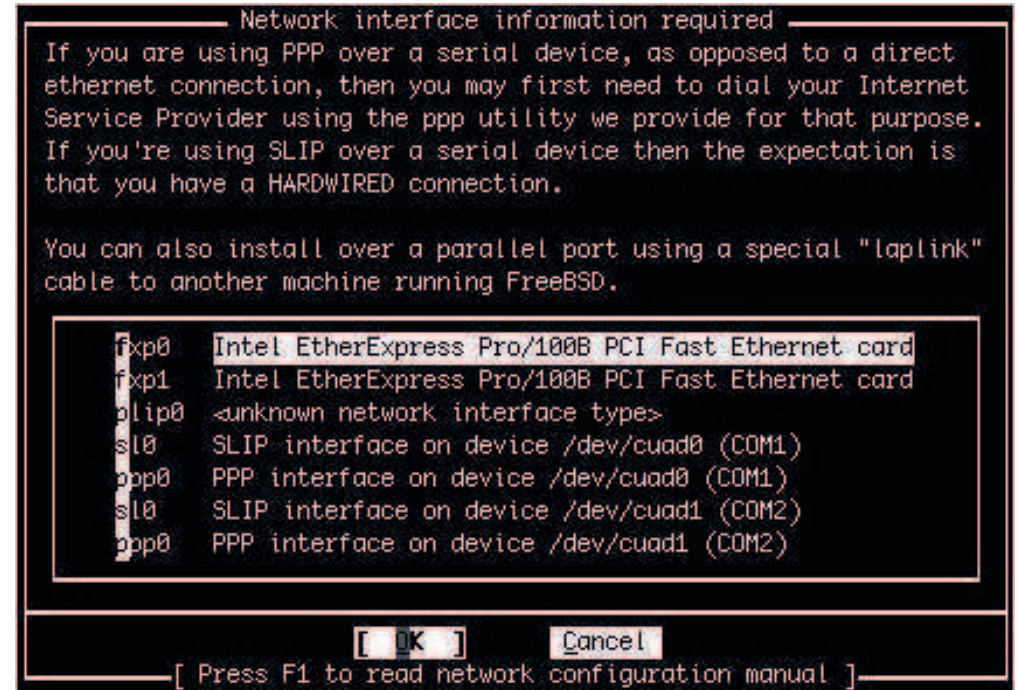 Network interface information required
If you are using PPP over a serial device, as opposed to a direct
ethernet connection, then you may first need to dial your Internet
Service Provider using the ppp utility we provide for that purpose.
If you're using SLIP over a serial device then the expectation is
that you have a HARDWIRED connection.
You can also install over a parallel port using a special "laplink"
cable to another machine running FreeBSD.
fxp0 Intel EtherExpress Pro/100B PCI Fast Ethernet card
fxp1 Intel EtherExpress Pro/100B PCI Fast Ethernet card
plip0 <unknown network interface type>
sl0 SLIP interface on device /dev/cuad0 (COM1)
ppp0 PPP interface on device /dev/cuad0 (COM1)
sl0 SLIP interface on device /dev/cuad1 (COM2)
ppp0 PPP interface on device /dev/cuad1 (COM2)
[ OK ] Cancel
[ Press F1 to read network configuration manual ]